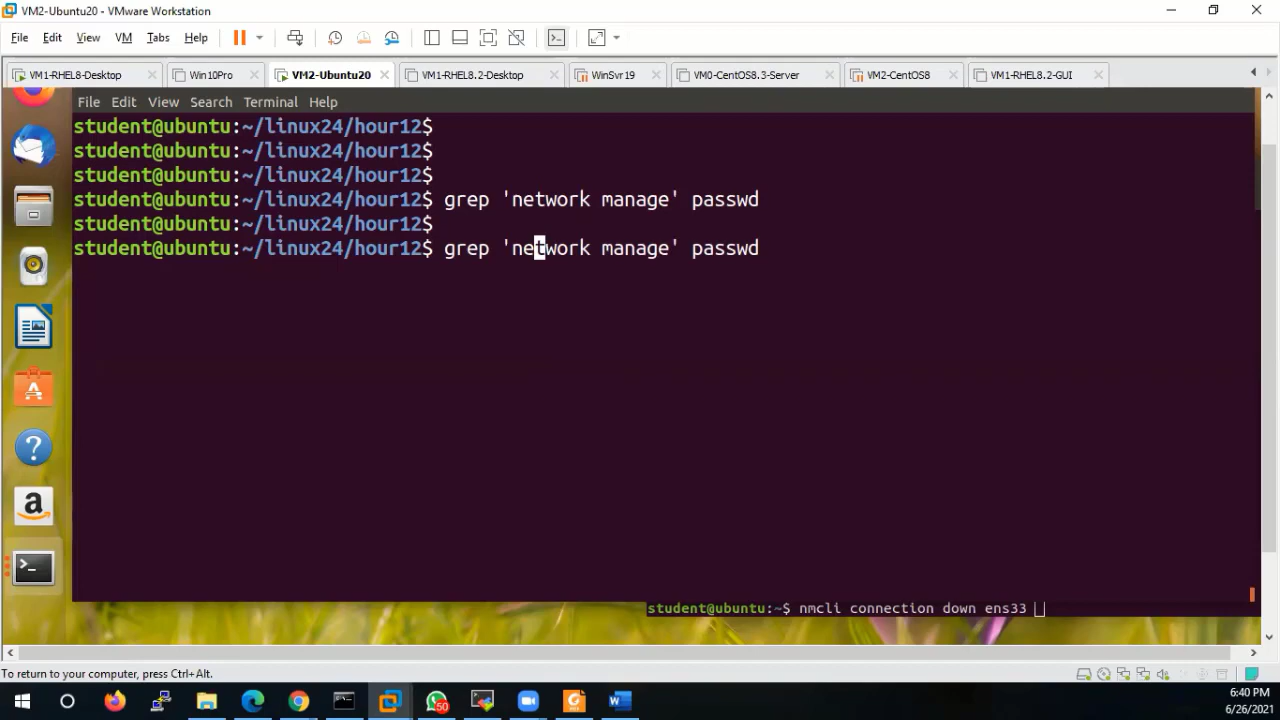 VM2-Ubuntu20 - VMware Workstation
File Edit View VM Tabs Help
VM1-RHEL8-Desktop Win10Pro VM2-Ubuntu20 VM1-RHEL8.2-Desktop WinSvr19 VM0-CentOS8.3-Server VM2-CentOS8 VM1-RHEL8.2-GUI
File Edit View Search Terminal Help
student@ubuntu:~/linux24/hour12$
student@ubuntu:~/linux24/hour12$
student@ubuntu:~/linux24/hour12$
student@ubuntu:~/linux24/hour12$ grep 'network manage' passwd
student@ubuntu:~/linux24/hour12$
student@ubuntu:~/linux24/hour12$ grep 'network manage' passwd
student@ubuntu:~$ nmcli connection down ens33
To return to your computer, press Ctrl+Alt.
50
6:40 PM
6/26/2021